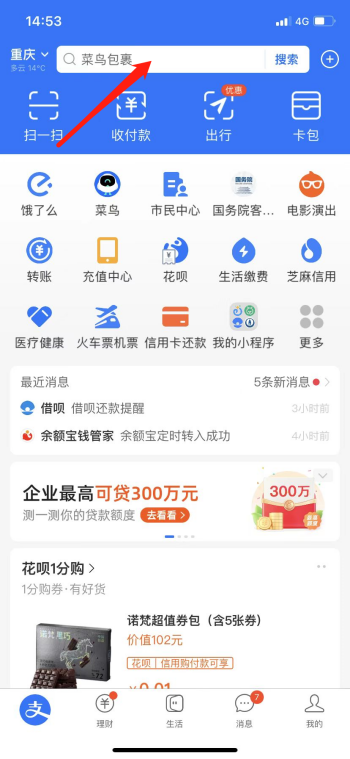 14:53
4G
重庆
多云 14°C
菜鸟包裹
搜索
扫一扫
收付款
优惠
出行
卡包
饿了么
菜鸟
市民中心
国务院
国务院客...
电影演出
转账
充值中心
花呗
生活缴费
芝麻信用
医疗健康
火车票机票
信用卡还款
我的小程序
更多
最近消息
5条新消息
借呗 借呗还款提醒
3小时前
余额宝钱管家 余额宝定时转入成功
4小时前
企业最高可贷300万元
测一测你的贷款额度 去看看
300万
花呗1分购
1分购券·有好货
诺梵黑巧
诺梵超值券包（含5张券）
价值102元
花呗｜信用购付款可享
¥0.01
支
理财
生活
7
消息
我的